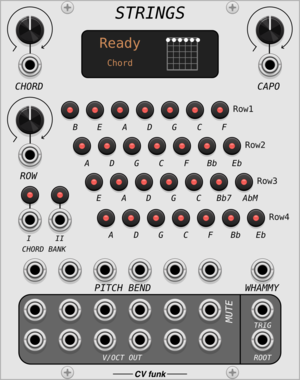 STRINGS
Ready
Chord
CHORD
CAPO
Row1
B E A D G C F
Row2
A D G C F Bb Eb
ROW
Row3
E A D G C Bb7 AbM
Row4
A D G C F Bb Eb
I II
CHORD BANK
PITCH BEND
WHAMMY
MUTE
TRIG
V/OCT OUT
ROOT
CV funk